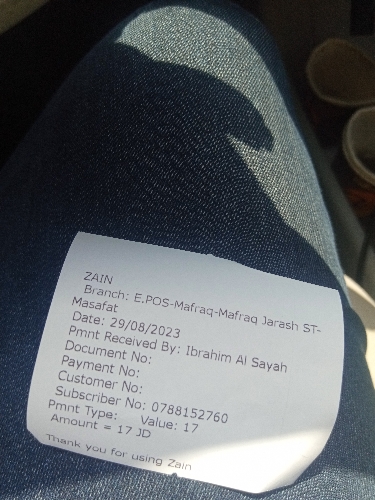 ZAIN
Branch: E.POS-Mafraq-Mafraq Jarash ST-
Masafat
Date: 29/08/2023
Pmnt Received By: Ibrahim Al Sayah
Document No:
Payment No:
Customer No:
Subscriber No: 0788152760
Pmnt Type: Value: 17
Amount = 17 JD
Thank you for using Zain